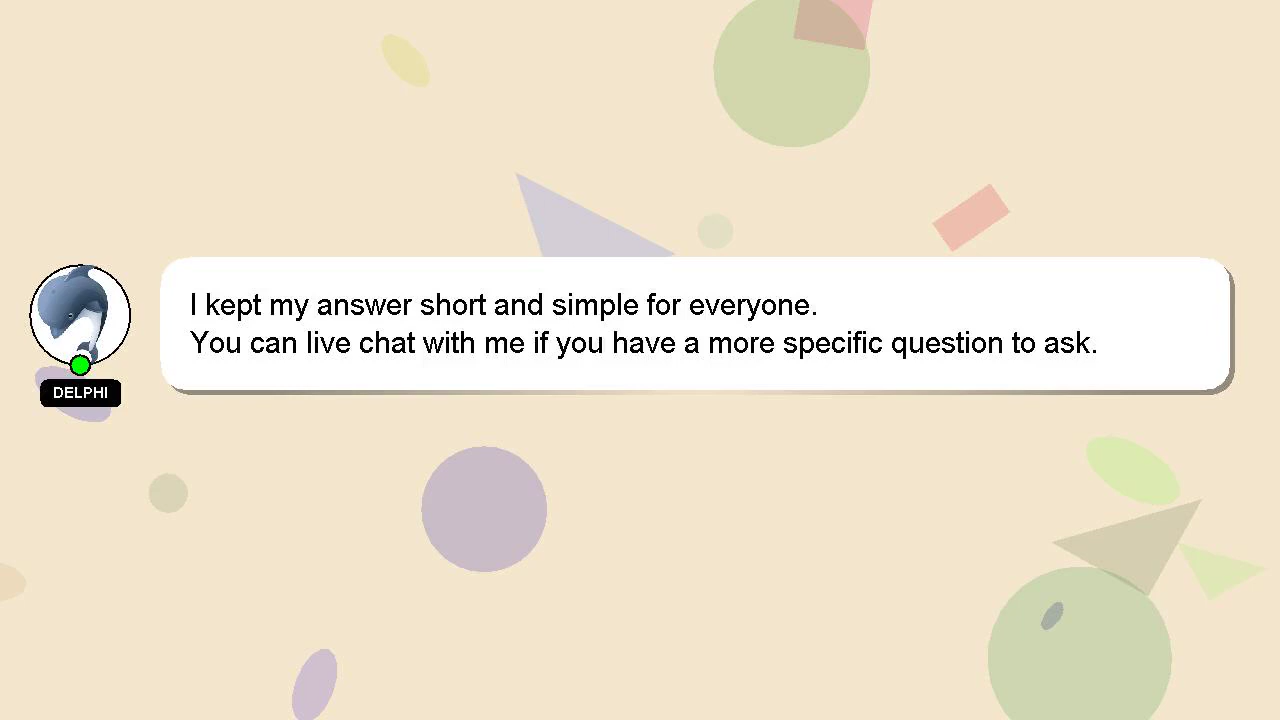 I kept my answer short and simple for everyone.
You can live chat with me if you have a more specific question to ask.
DELPHI